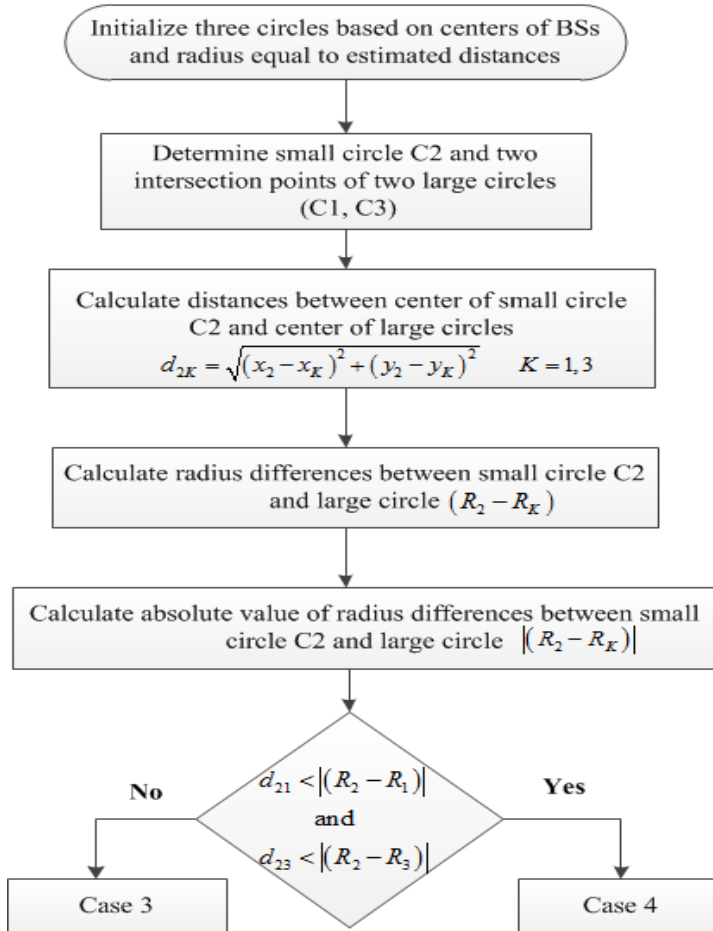 Initialize three circles based on centers of BSs
and radius equal to estimated distances
Determine small circle C2 and two
intersection points of two large circles
(C1, C3)
Calculate distances between center of small circle
C2 and center of large circles
d₂K = √(x₂ − xK)² + (y₂ − yK)² K = 1,3
Calculate radius differences between small circle C2
and large circle (R₂ − RK)
Calculate absolute value of radius differences between small
circle C2 and large circle |(R₂ − RK)|
d₂₁ < |(R₂ − R₁)|
and
d₂₃ < |(R₂ − R₃)|
No
Yes
Case 3
Case 4